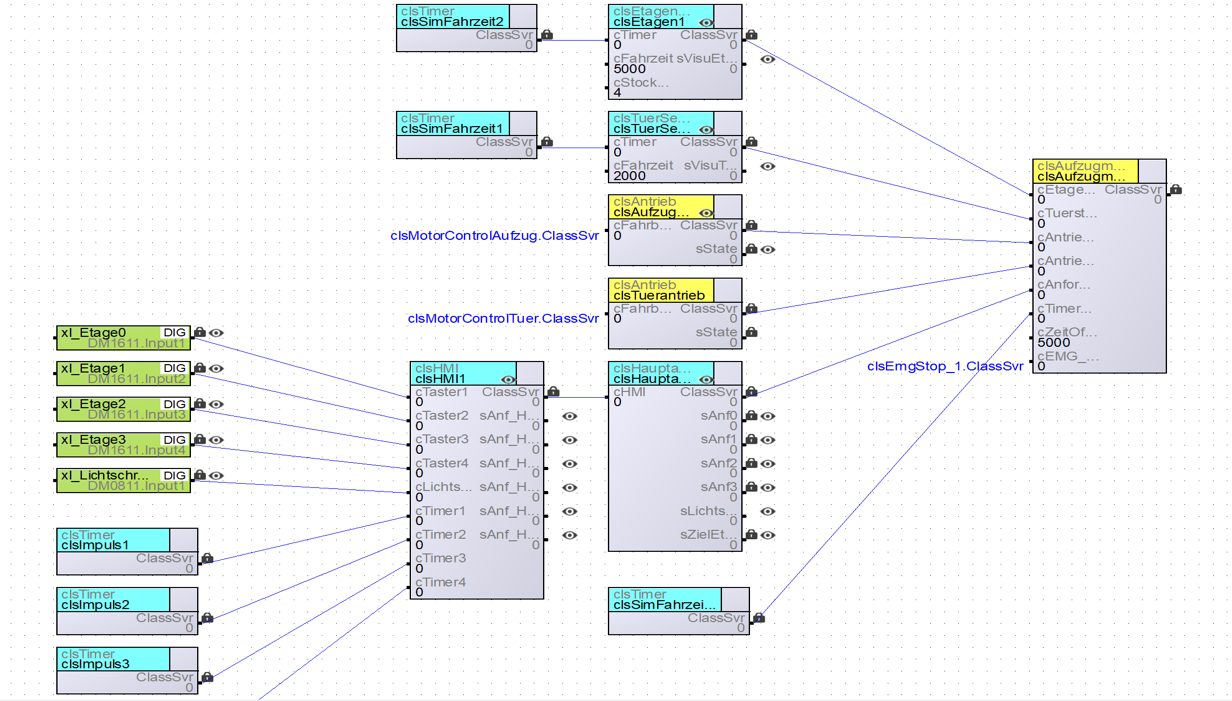 clsTimer
clsSimFahrzeit2
ClassSvr
0
clsEtagen...
clsEtagen1
cTimer ClassSvr
0 0
cFahrzeit sVisuEt...
5000 0
cStock...
4
clsTimer
clsSimFahrzeit1
ClassSvr
0
clsTuerSe...
clsTuerSe...
cTimer ClassSvr
0 0
cFahrzeit sVisuT...
2000 0
clsAntrieb
clsAufzug...
cFahrb... ClassSvr
0 0
sState
0
clsMotorControlAufzug.ClassSvr
clsAntrieb
clsTuerantrieb
cFahrb... ClassSvr
0 0
sState
0
clsMotorControlTuer.ClassSvr
clsAufzugm...
clsAufzugm...
cEtage... ClassSvr
0 0
cTuerst...
0
cAntrie...
0
cAntrie...
0
cAnfor...
0
cTimer...
0
cZeitOf...
5000
cEMG_...
0
clsEmgStop_1.ClassSvr
xI_Etage0 DIG
DM1611.Input1
xI_Etage1 DIG
DM1611.Input2
xI_Etage2 DIG
DM1611.Input3
xI_Etage3 DIG
DM1611.Input4
xI_Lichtschr... DIG
DM0811.Input1
clsTimer
clsImpuls1
ClassSvr
0
clsTimer
clsImpuls2
ClassSvr
0
clsTimer
clsImpuls3
ClassSvr
0
clsHMI
clsHMI1
cTaster1 ClassSvr
0 0
cTaster2 sAnf_H...
0 0
cTaster3 sAnf_H...
0 0
cTaster4 sAnf_H...
0 0
cLichts... sAnf_H...
0 0
cTimer1 sAnf_H...
0 0
cTimer2 sAnf_H...
0 0
cTimer3
0
cTimer4
0
clsHaupta...
clsHaupta...
cHMI ClassSvr
0 0
sAnf0
0
sAnf1
0
sAnf2
0
sAnf3
0
sLichts...
0
sZielEt...
0
clsTimer
clsSimFahrzei...
ClassSvr
0